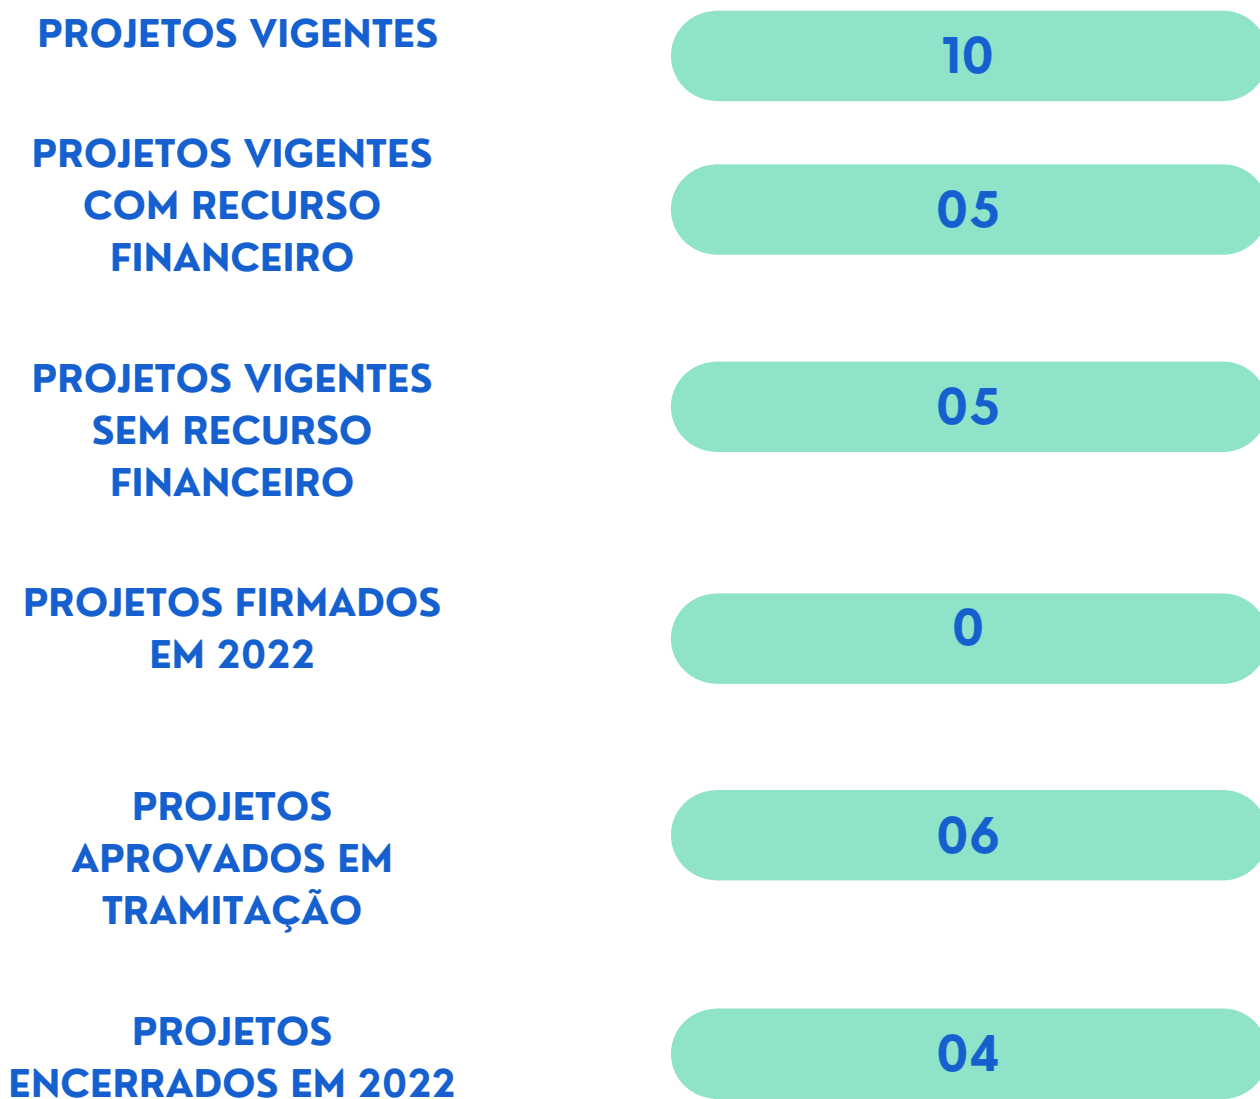 PROJETOS VIGENTES
10
PROJETOS VIGENTES
COM RECURSO
FINANCEIRO
05
PROJETOS VIGENTES
SEM RECURSO
FINANCEIRO
05
PROJETOS FIRMADOS
EM 2022
0
PROJETOS
APROVADOS EM
TRAMITAÇÃO
06
PROJETOS
ENCERRADOS EM 2022
04